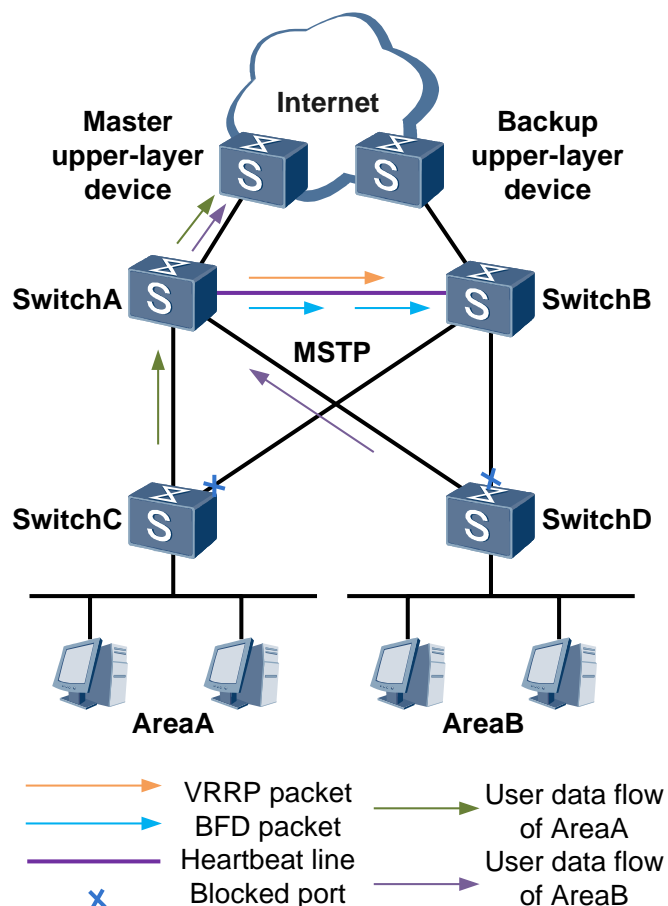 Internet
Master
upper-layer
device
Backup
upper-layer
device
S
S
SwitchA
S
S
SwitchB
MSTP
SwitchC
S
S
SwitchD
AreaA
AreaB
VRRP packet
BFD packet
Heartbeat line
Blocked port
User data flow
of AreaA
User data flow
of AreaB